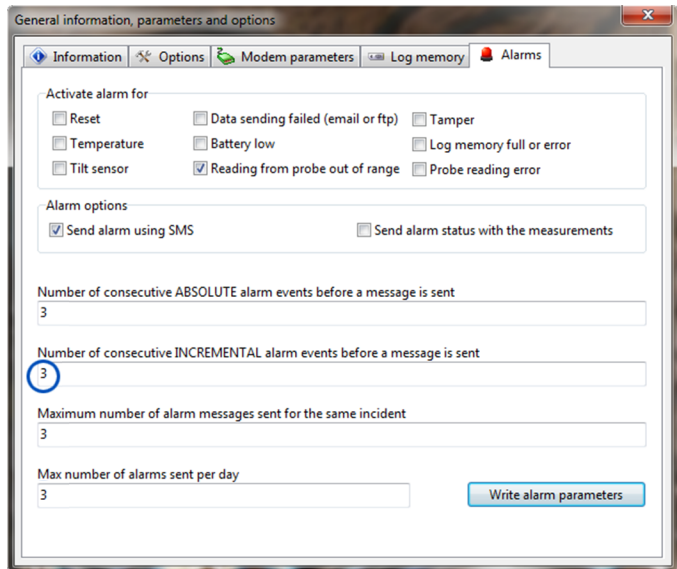 General information, parameters and options
Information Options Modem parameters Log memory Alarms
Activate alarm for
Reset Data sending failed (email or ftp) Tamper
Temperature Battery low Log memory full or error
Tilt sensor Reading from probe out of range Probe reading error
Alarm options
Send alarm using SMS Send alarm status with the measurements
Number of consecutive ABSOLUTE alarm events before a message is sent
3
Number of consecutive INCREMENTAL alarm events before a message is sent
3
Maximum number of alarm messages sent for the same incident
3
Max number of alarms sent per day
3 Write alarm parameters